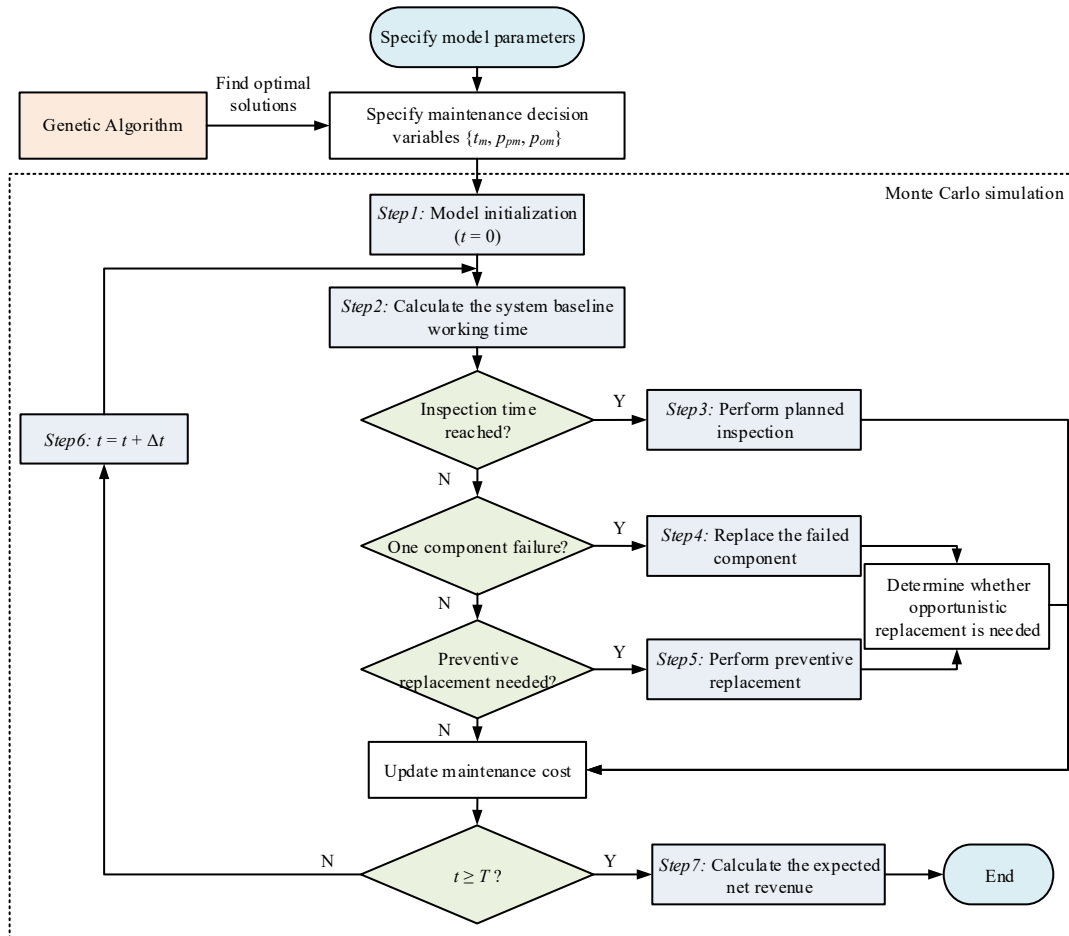 Specify model parameters
Find optimal
solutions
Genetic Algorithm
Specify maintenance decision
variables {tm, ppm, pom}
Monte Carlo simulation
Step1: Model initialization
(t = 0)
Step2: Calculate the system baseline
working time
Inspection time
reached?
Y
Step3: Perform planned
inspection
Step6: t = t + Δt
N
One component failure?
Y
Step4: Replace the failed
component
Determine whether
opportunistic
replacement is needed
N
Preventive
replacement needed?
Y
Step5: Perform preventive
replacement
N
Update maintenance cost
N
t ≥ T ?
Y
Step7: Calculate the expected
net revenue
End